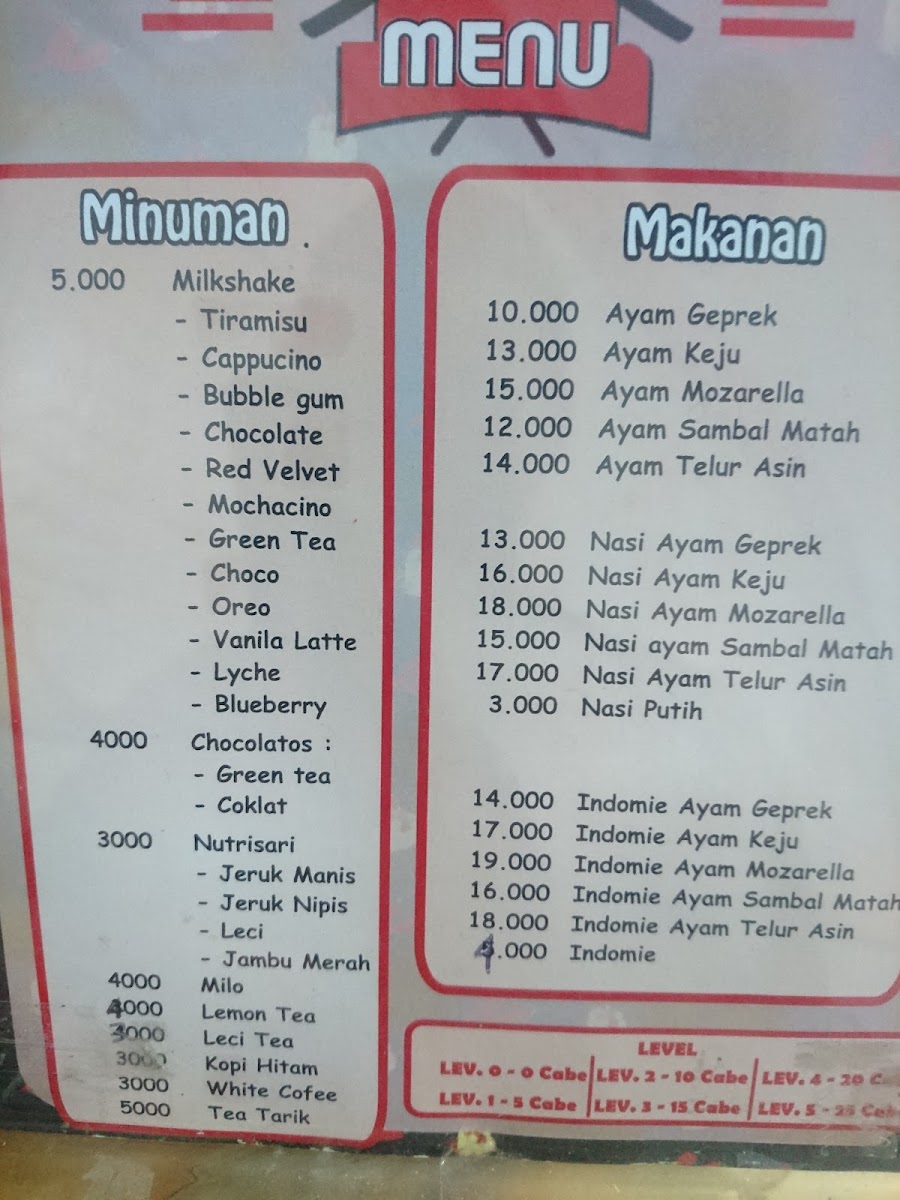 MENU
Minuman .
5.000 Milkshake
- Tiramisu
- Cappucino
- Bubble gum
- Chocolate
- Red Velvet
- Mochacino
- Green Tea
- Choco
- Oreo
- Vanila Latte
- Lyche
- Blueberry
4000 Chocolatos :
- Green tea
- Coklat
3000 Nutrisari
- Jeruk Manis
- Jeruk Nipis
- Leci
- Jambu Merah
4000 Milo
4000 Lemon Tea
3000 Leci Tea
3000 Kopi Hitam
3000 White Cofee
5000 Tea Tarik
Makanan
10.000 Ayam Geprek
13.000 Ayam Keju
15.000 Ayam Mozarella
12.000 Ayam Sambal Matah
14.000 Ayam Telur Asin
13.000 Nasi Ayam Geprek
16.000 Nasi Ayam Keju
18.000 Nasi Ayam Mozarella
15.000 Nasi ayam Sambal Matah
17.000 Nasi Ayam Telur Asin
3.000 Nasi Putih
14.000 Indomie Ayam Geprek
17.000 Indomie Ayam Keju
19.000 Indomie Ayam Mozarella
16.000 Indomie Ayam Sambal Matah
18.000 Indomie Ayam Telur Asin
4.000 Indomie
LEVEL
LEV. 0 - 0 Cabe LEV. 2 - 10 Cabe LEV. 4 - 20 C
LEV. 1 - 5 Cabe LEV. 3 - 15 Cabe LEV. 5 - 25 Cab